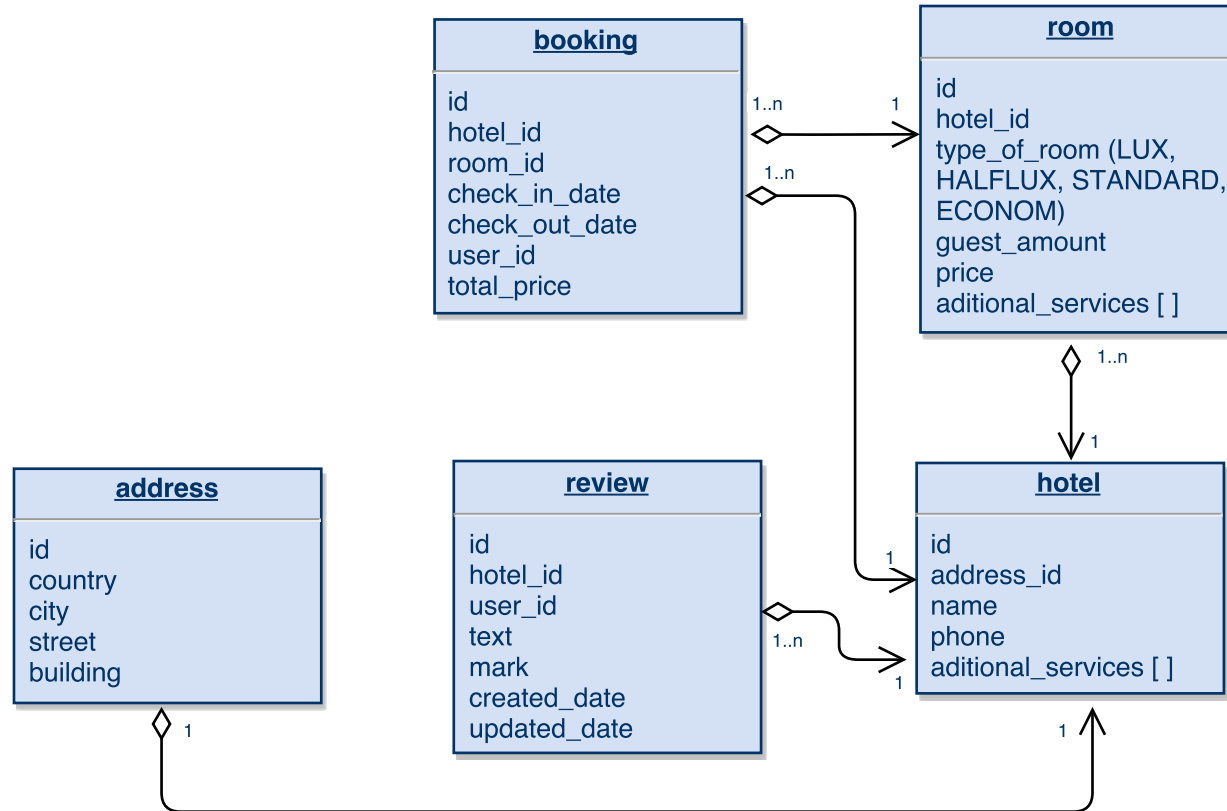 booking
id
hotel_id
room_id
check_in_date
check_out_date
user_id
total_price
1..n
1
1..n
1
room
id
hotel_id
type_of_room (LUX,
HALFLUX, STANDARD,
ECONOM)
guest_amount
price
aditional_services [ ]
1..n
1
address
id
country
city
street
building
1
review
id
hotel_id
user_id
text
mark
created_date
updated_date
1..n
1
hotel
id
address_id
name
phone
aditional_services [ ]
1